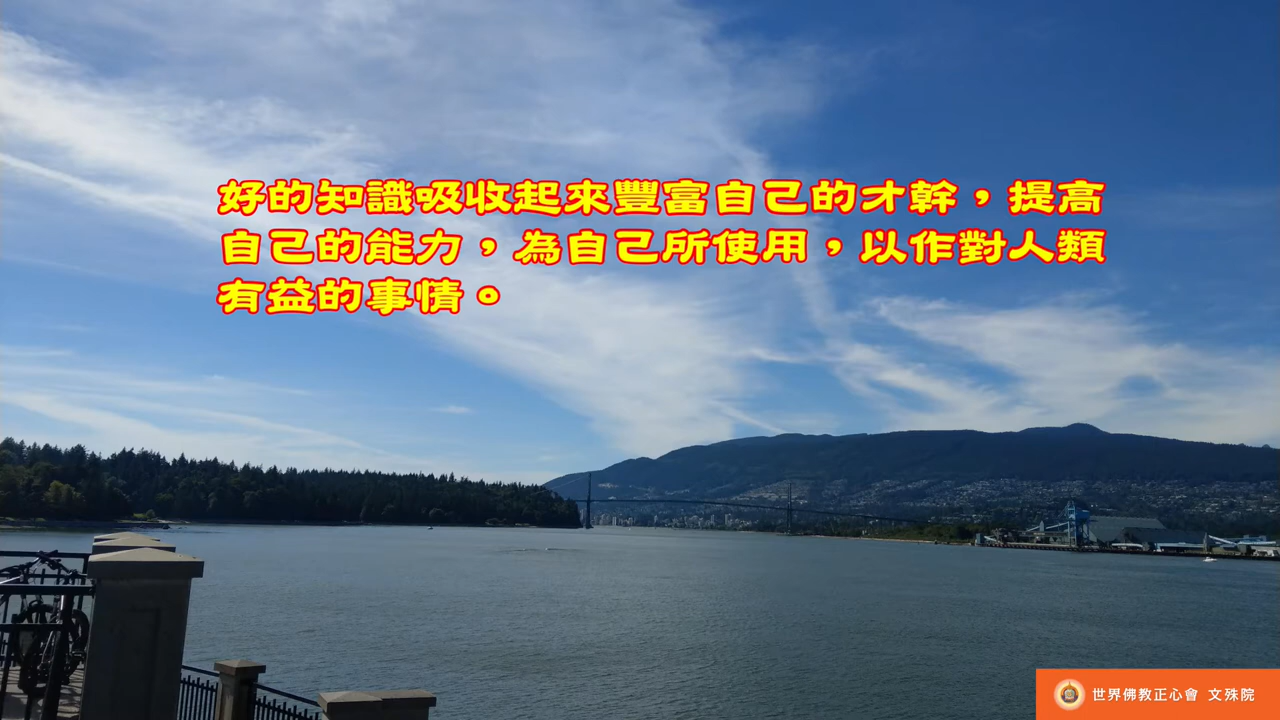 好的知識吸收起來豐富自己的才幹，提高
自己的能力，為自己所使用，以作對人類
有益的事情。
世界佛教正心會 文殊院